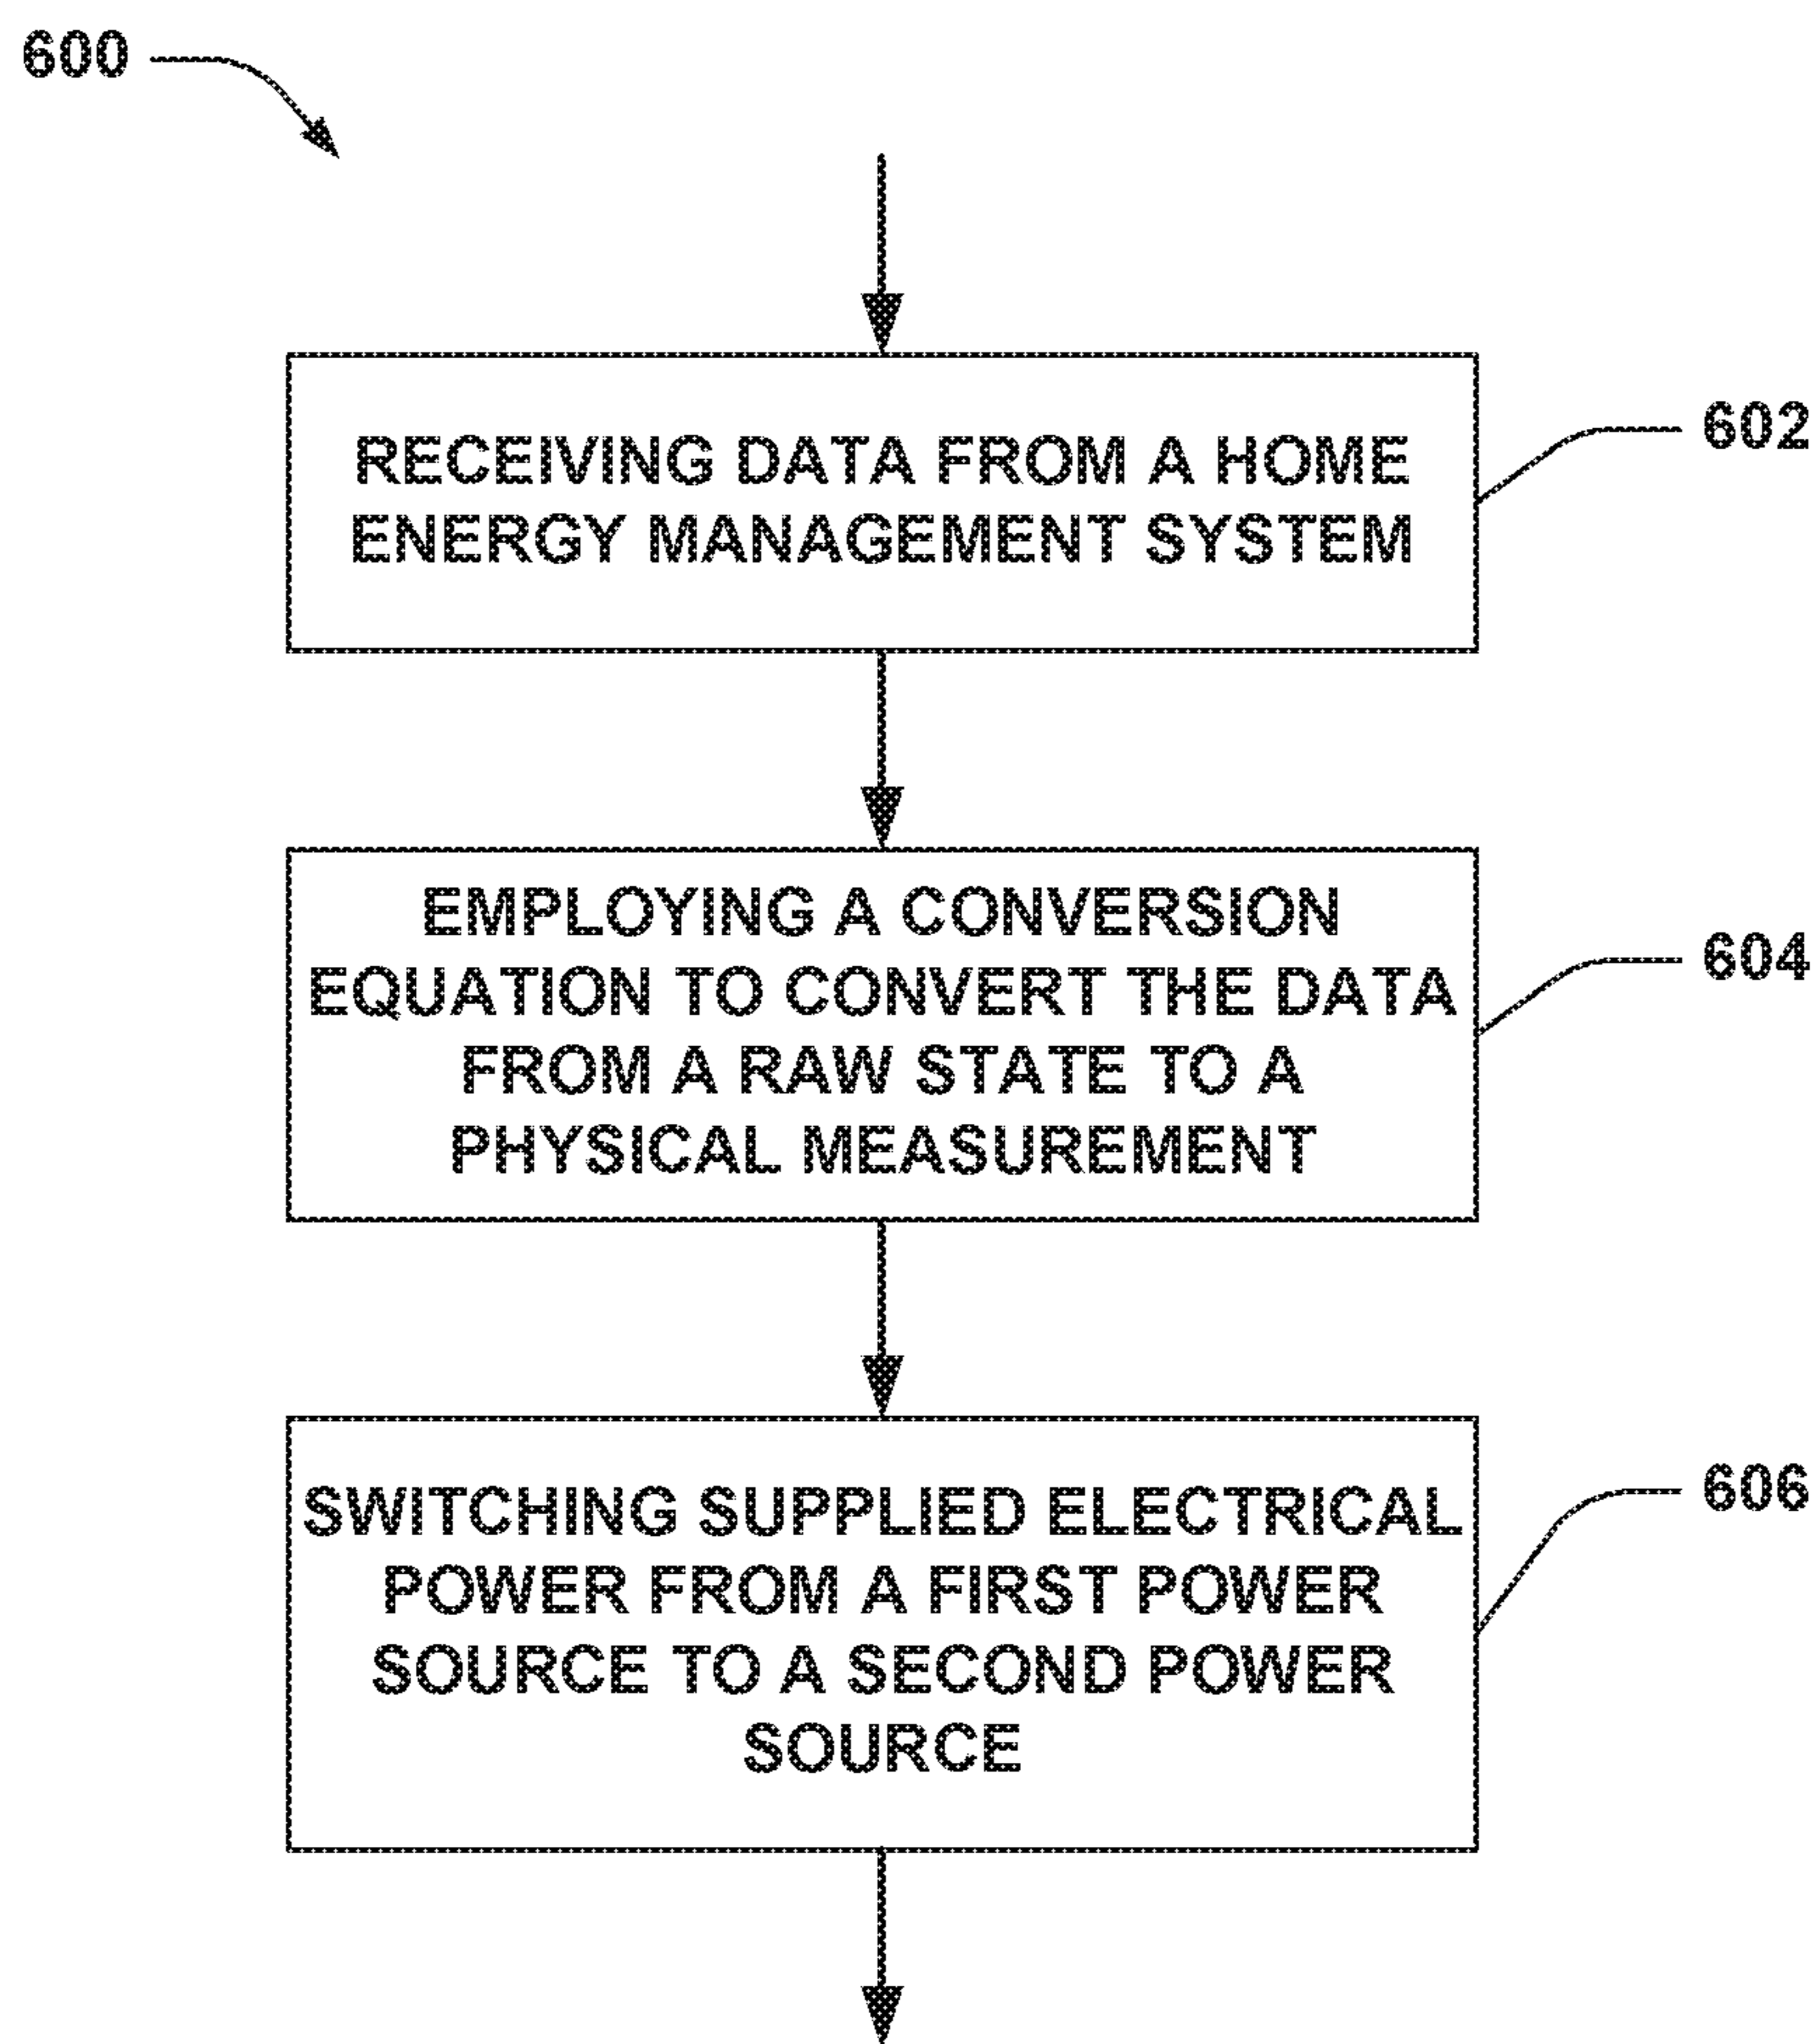 600
RECEIVING DATA FROM A HOME
ENERGY MANAGEMENT SYSTEM
602
EMPLOYING A CONVERSION
EQUATION TO CONVERT THE DATA
FROM A RAW STATE TO A
PHYSICAL MEASUREMENT
604
SWITCHING SUPPLIED ELECTRICAL
POWER FROM A FIRST POWER
SOURCE TO A SECOND POWER
SOURCE
606